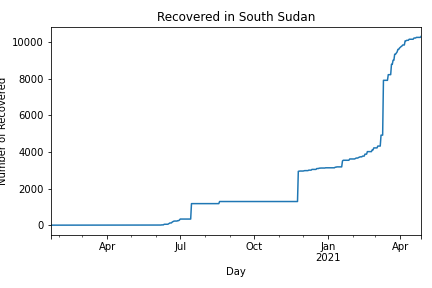 Recovered in South Sudan
Number of Recovered
10000
8000
6000
4000
2000
0
Apr
Jul
Oct
Jan
2021
Apr
Day